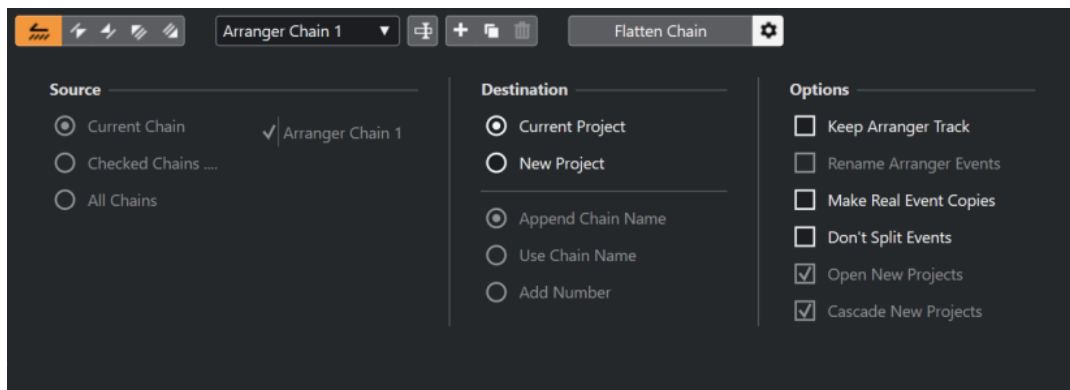 Arranger Chain 1
Flatten Chain
Source
Current Chain
Arranger Chain 1
Checked Chains ....
All Chains
Destination
Current Project
New Project
Append Chain Name
Use Chain Name
Add Number
Options
Keep Arranger Track
Rename Arranger Events
Make Real Event Copies
Don't Split Events
Open New Projects
Cascade New Projects